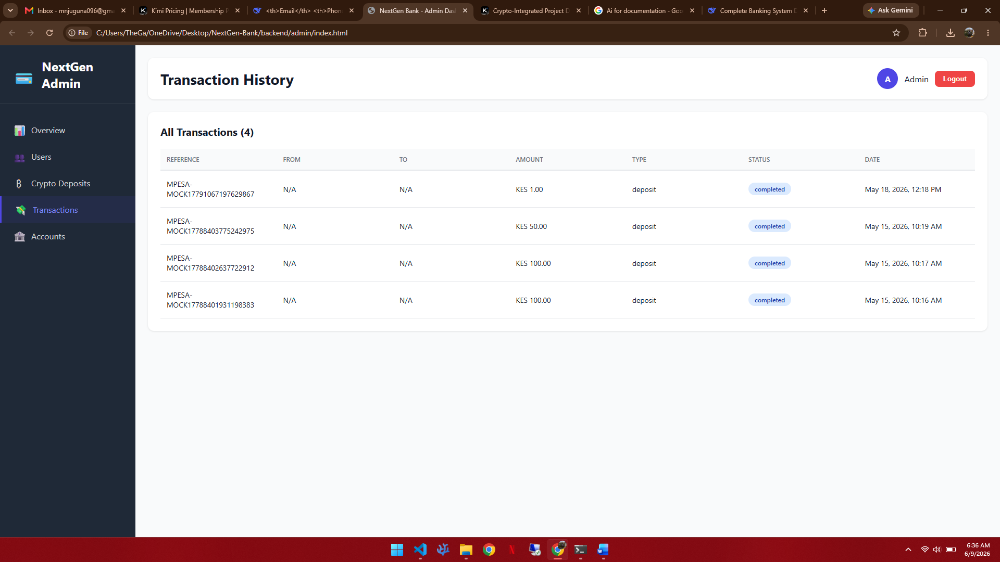 Inbox - mnjuguna096@gma
Kimi Pricing | Membership P
<th>Email</th> <th>Phon
NextGen Bank - Admin Das
Crypto-Integrated Project D
Ai for documentation - Goo
Complete Banking System D
Ask Gemini
File
C:/Users/TheGa/OneDrive/Desktop/NextGen-Bank/backend/admin/index.html
NextGen
Admin
Overview
Users
Crypto Deposits
Transactions
Accounts
Transaction History
A
Admin
Logout
All Transactions (4)
REFERENCE FROM TO AMOUNT TYPE STATUS DATE
MPESA-
MOCK17791067197629867 N/A N/A KES 1.00 deposit completed May 18, 2026, 12:18 PM
MPESA-
MOCK17788403775242975 N/A N/A KES 50.00 deposit completed May 15, 2026, 10:19 AM
MPESA-
MOCK17788402637722912 N/A N/A KES 100.00 deposit completed May 15, 2026, 10:17 AM
MPESA-
MOCK17788401931198383 N/A N/A KES 100.00 deposit completed May 15, 2026, 10:16 AM
6:36 AM
6/9/2026